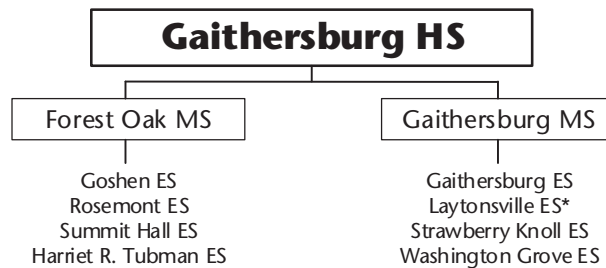 Gaithersburg HS
Forest Oak MS
Goshen ES
Rosemont ES
Summit Hall ES
Harriet R. Tubman ES
Gaithersburg MS
Gaithersburg ES
Laytonsville ES*
Strawberry Knoll ES
Washington Grove ES